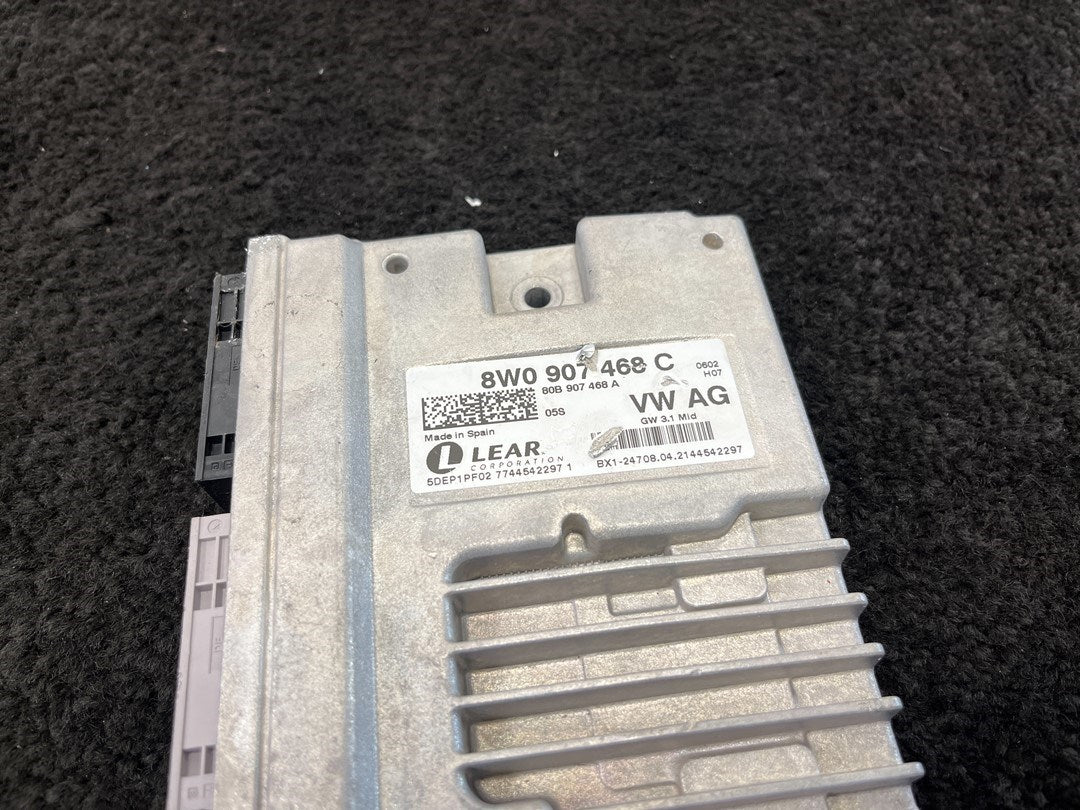 8W0 907 468 C
0602
H07
80B 907 468 A
05S
VW AG
GW 3.1 Mid
Made in Spain
LEAR
CORPORATION
5DEP1PF02 7744542297 1
BX1-24708.04.2144542297